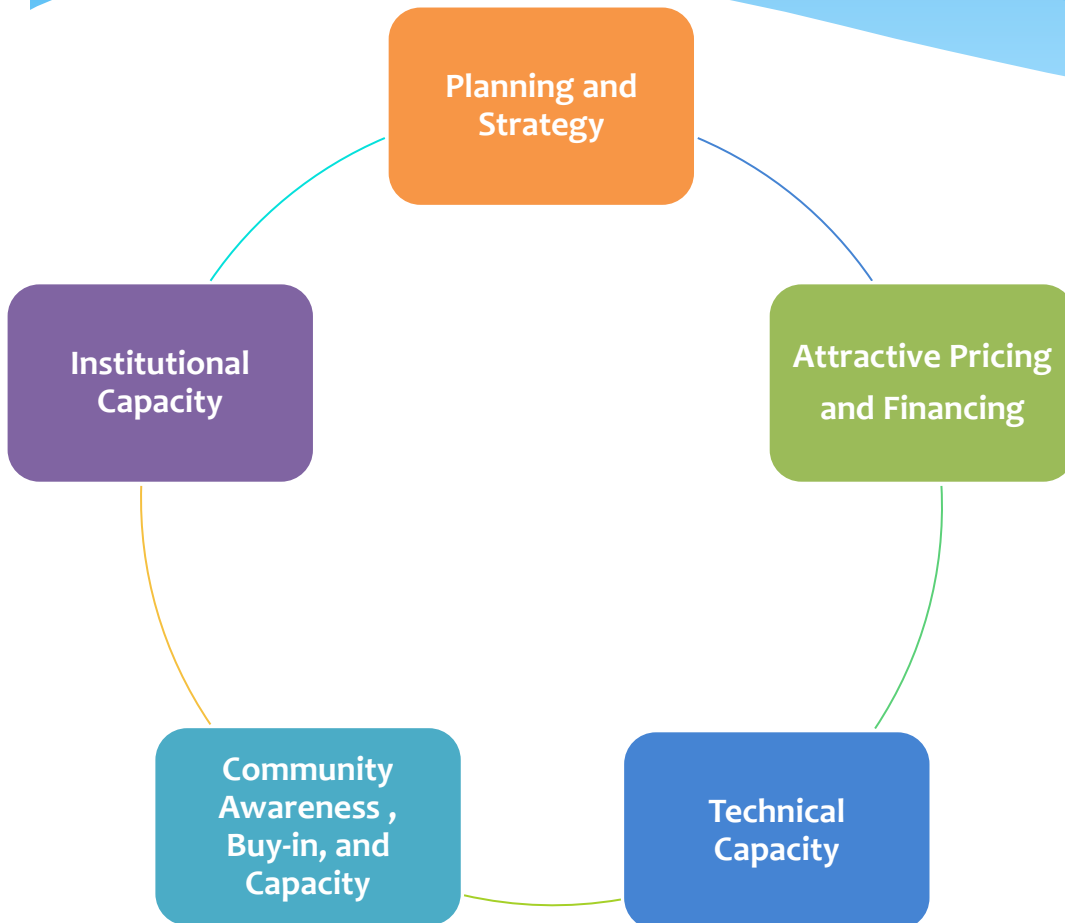 Planning and
Strategy
Attractive Pricing
and Financing
Technical
Capacity
Community
Awareness ,
Buy-in, and
Capacity
Institutional
Capacity